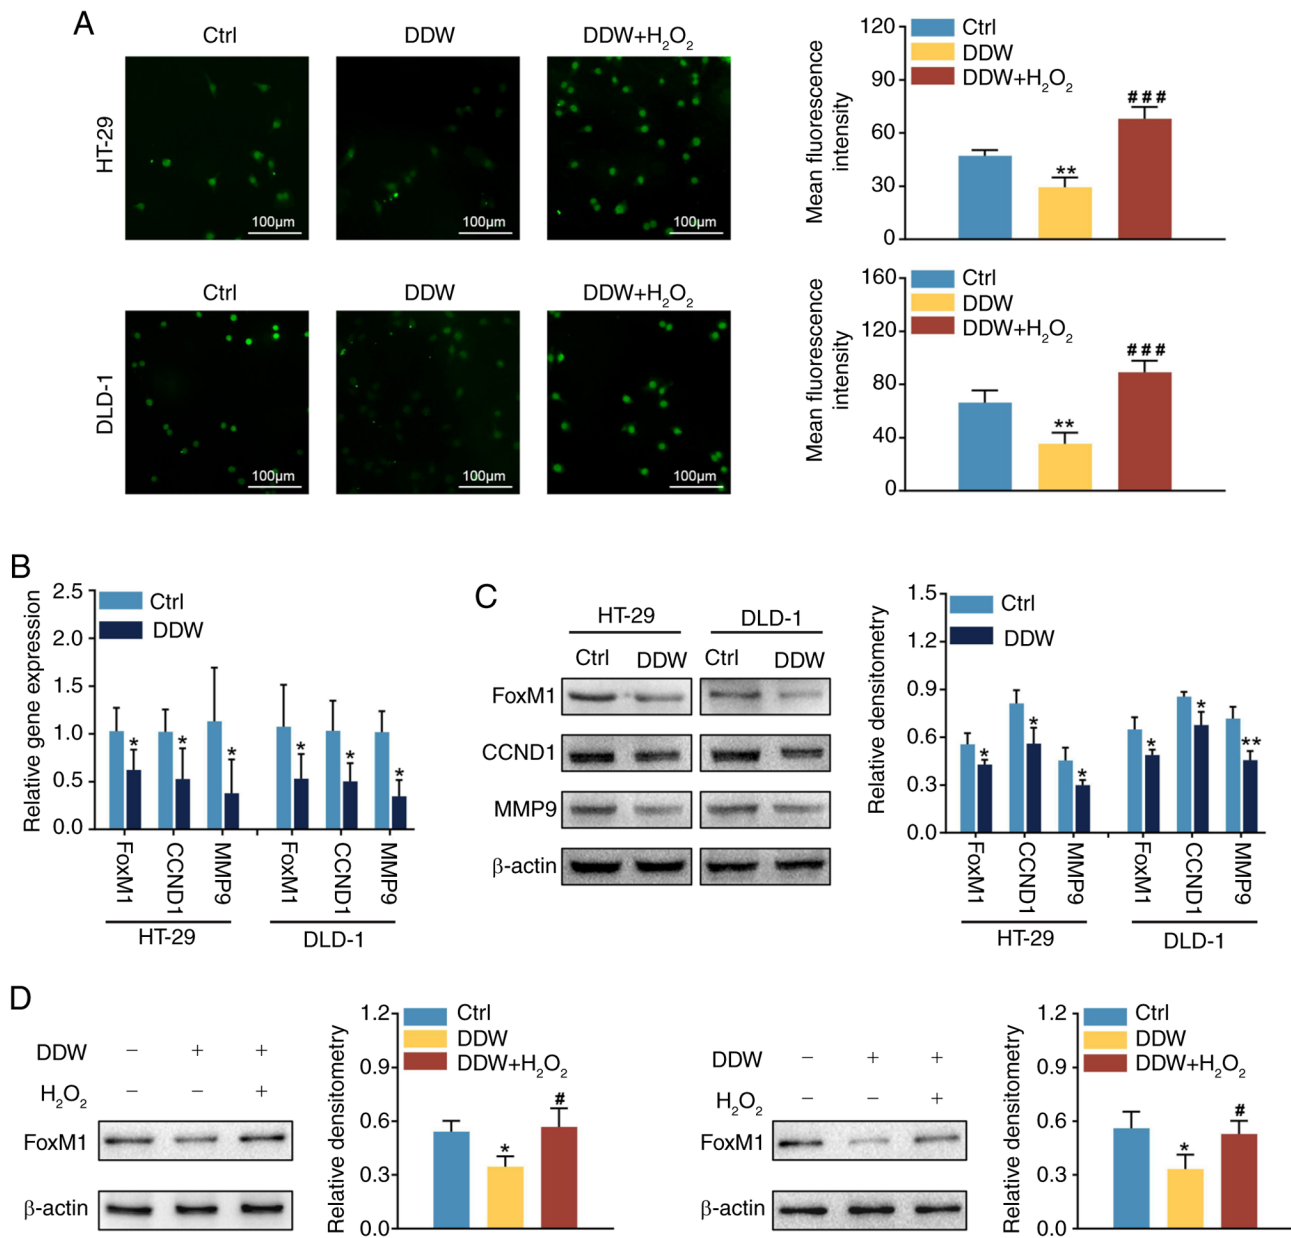 A
Ctrl
DDW
DDW+H₂O₂
HT-29
100μm
100μm
100μm
Mean fluorescence
intensity
120
90
60
30
0
Ctrl
DDW
DDW+H₂O₂
**
###
Ctrl
DDW
DDW+H₂O₂
DLD-1
100μm
100μm
100μm
Mean fluorescence
intensity
160
120
80
40
0
Ctrl
DDW
DDW+H₂O₂
**
###
B
Relative gene expression
2.5
2.0
1.5
1.0
0.5
0.0
Ctrl
DDW
*
*
*
*
*
*
FoxM1
CCND1
MMP9
FoxM1
CCND1
MMP9
HT-29
DLD-1
C
HT-29
DLD-1
Ctrl
DDW
Ctrl
DDW
FoxM1
CCND1
MMP9
β-actin
Relative densitometry
1.5
1.2
0.9
0.6
0.3
0.0
Ctrl
DDW
*
*
*
*
*
**
FoxM1
CCND1
MMP9
FoxM1
CCND1
MMP9
HT-29
DLD-1
D
DDW − + +
H₂O₂ − − +
FoxM1
β-actin
Relative densitometry
1.2
0.9
0.6
0.3
0.0
Ctrl
DDW
DDW+H₂O₂
*
#
DDW − + +
H₂O₂ − − +
FoxM1
β-actin
Relative densitometry
1.2
0.9
0.6
0.3
0.0
Ctrl
DDW
DDW+H₂O₂
*
#